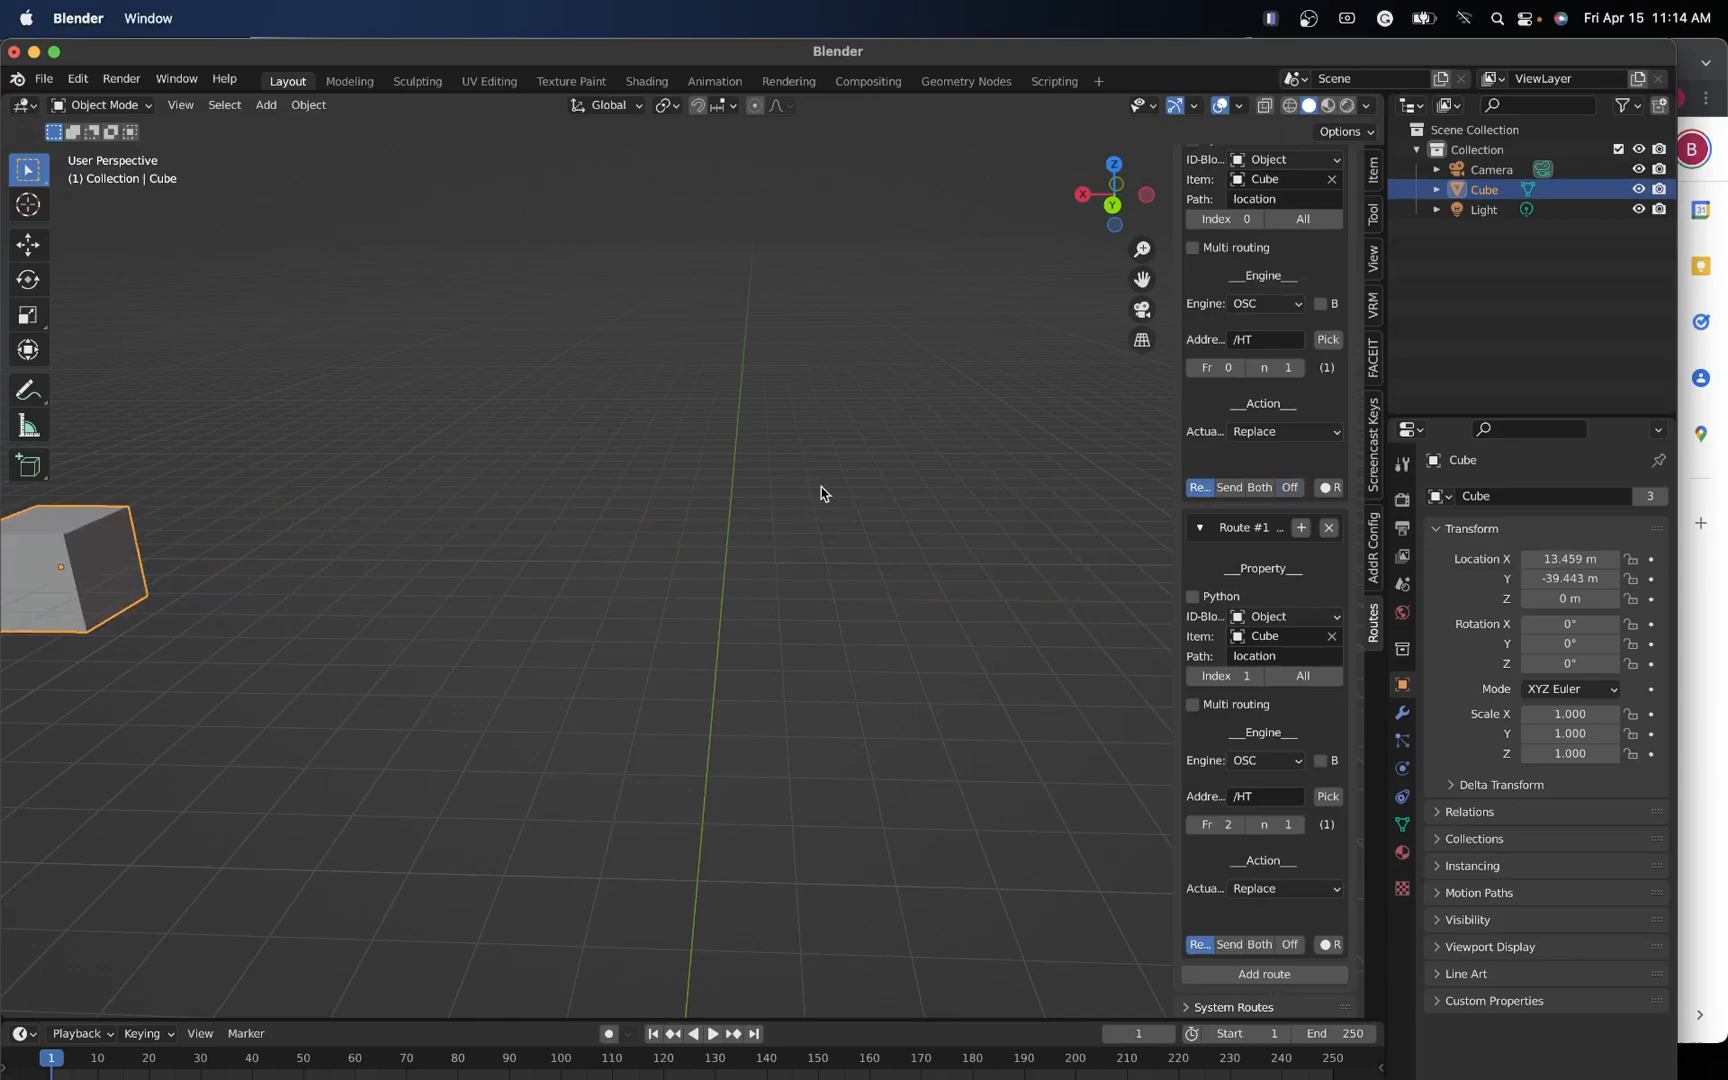 Blender Window Fri Apr 15 11:14 AM
Blender
File Edit Render Window Help Layout Modeling Sculpting UV Editing Texture Paint Shading Animation Rendering Compositing Geometry Nodes Scripting + Scene ViewLayer
Object Mode View Select Add Object Global
Options
User Perspective
(1) Collection | Cube
Z
X
Y
ID-Blo... Object
Item: Cube
Path: location
Index 0 All
Multi routing
__Engine__
Engine: OSC B
Addre... /HT Pick
Fr 0 n 1 (1)
__Action__
Actua... Replace
Re... Send Both Off R
Route #1 ...
__Property__
Python
ID-Blo... Object
Item: Cube
Path: location
Index 1 All
Multi routing
__Engine__
Engine: OSC B
Addre... /HT Pick
Fr 2 n 1 (1)
__Action__
Actua... Replace
Re... Send Both Off R
Add route
System Routes
Item
Tool
View
VRM
FACEIT
Screencast Keys
AddR Config
Routes
Scene Collection
Collection
Camera
Cube
Light
Cube
Cube 3
Transform
Location X 13.459 m
Y -39.443 m
Z 0 m
Rotation X 0°
Y 0°
Z 0°
Mode XYZ Euler
Scale X 1.000
Y 1.000
Z 1.000
Delta Transform
Relations
Collections
Instancing
Motion Paths
Visibility
Viewport Display
Line Art
Custom Properties
B
31
Playback Keying View Marker 1 Start 1 End 250
1 10 20 30 40 50 60 70 80 90 100 110 120 130 140 150 160 170 180 190 200 210 220 230 240 250